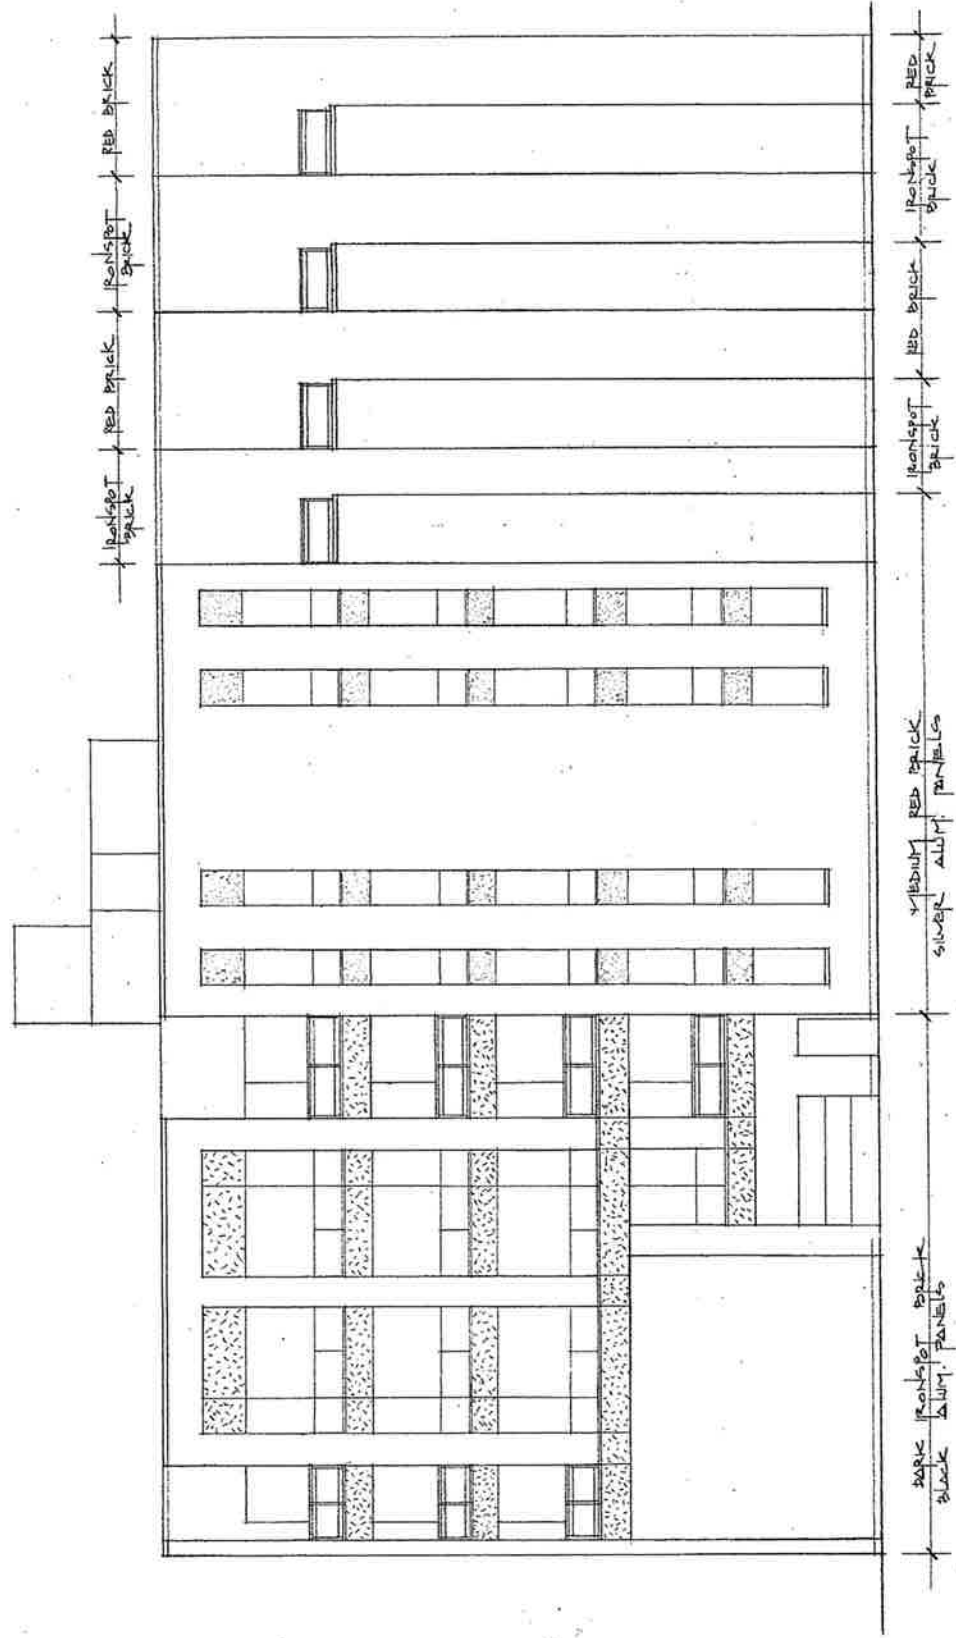 IRONSPOT
BRICK
RED BRICK
IRONSPOT
BRICK
RED BRICK
DARK IRONSPOT BRICK
BLACK ALUM. PANELS
MEDIUM RED BRICK
SILVER ALUM. PANELS
IRONSPOT
BRICK
RED BRICK
IRONSPOT
BRICK
RED
BRICK